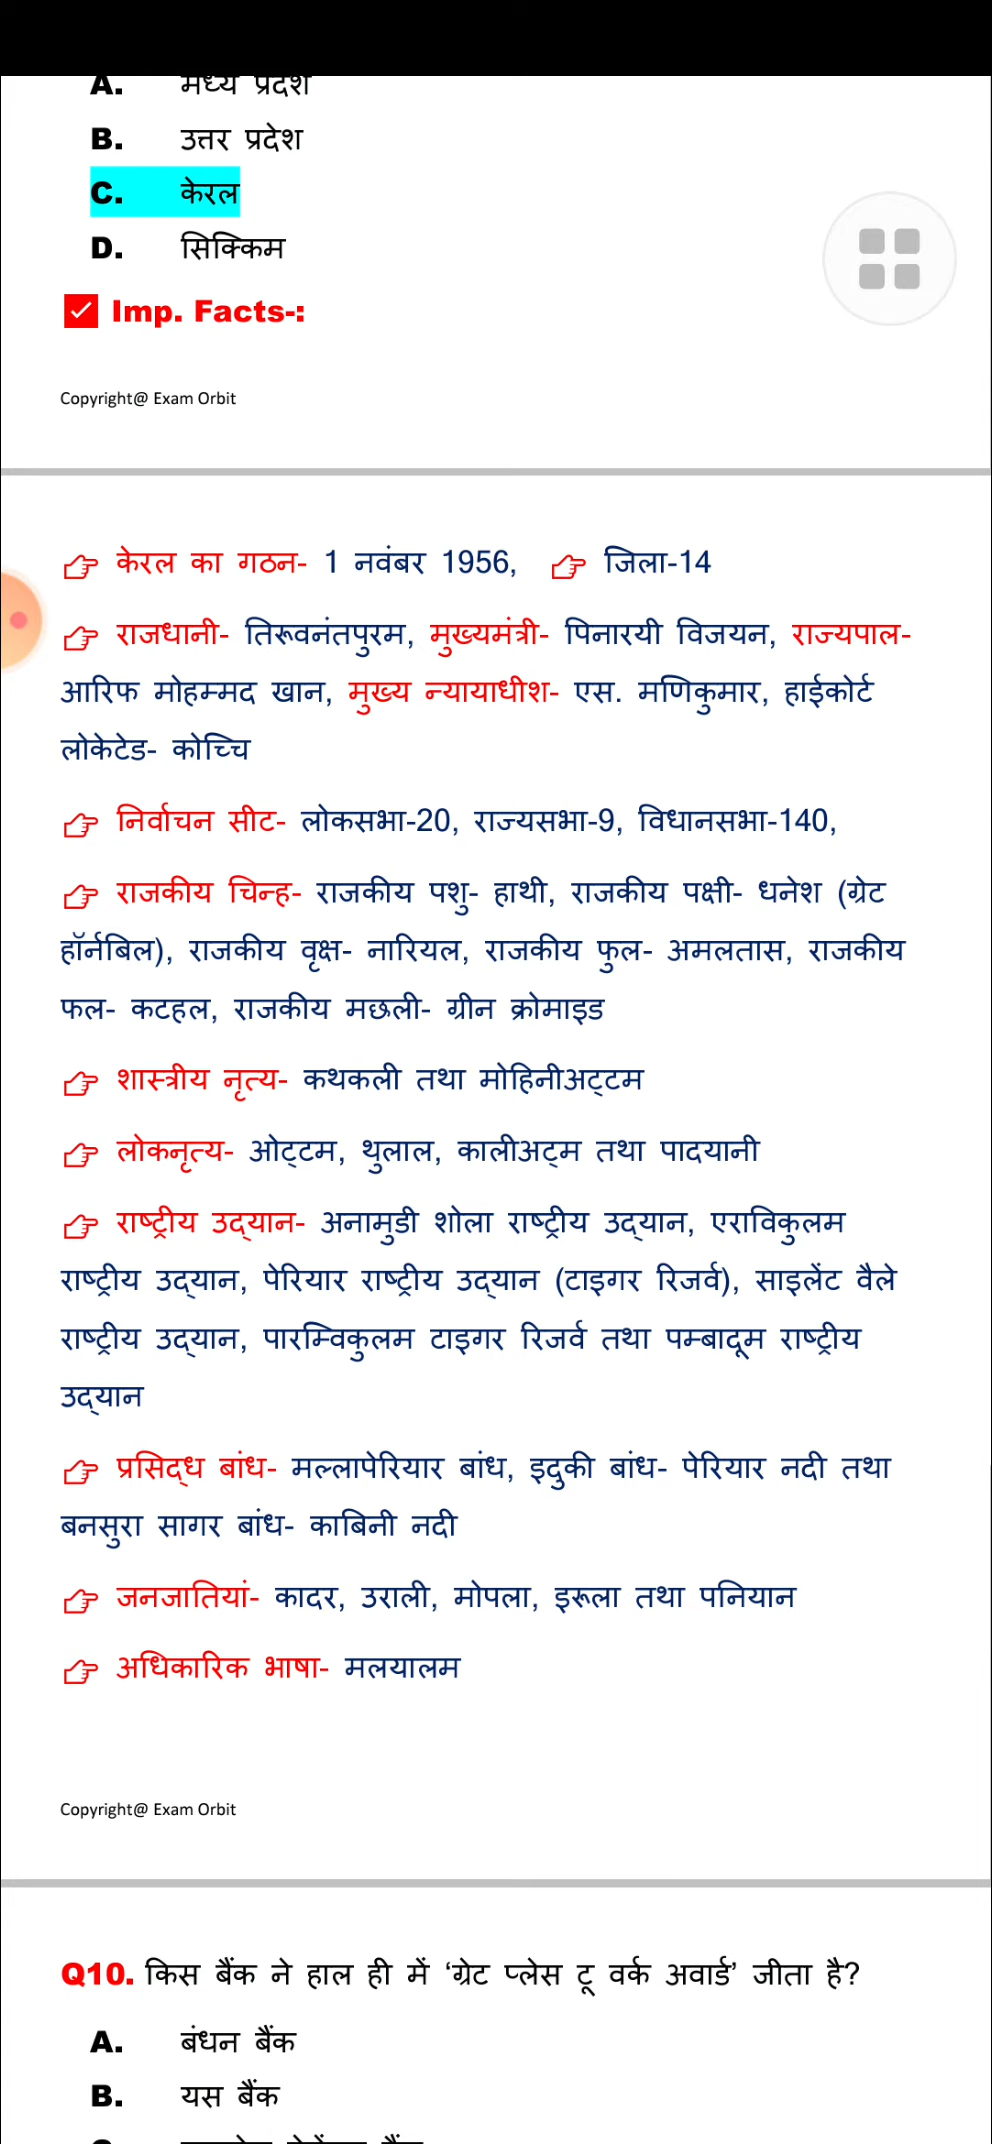 A. मध्य प्रदेश
B. उत्तर प्रदेश
C. केरल
D. सिक्किम
Imp. Facts-:
Copyright@ Exam Orbit
केरल का गठन- 1 नवंबर 1956, जिला-14
राजधानी- तिरूवनंतपुरम, मुख्यमंत्री- पिनारयी विजयन, राज्यपाल-
आरिफ मोहम्मद खान, मुख्य न्यायाधीश- एस. मणिकुमार, हाईकोर्ट
लोकेटेड- कोच्चि
निर्वाचन सीट- लोकसभा-20, राज्यसभा-9, विधानसभा-140,
राजकीय चिन्ह- राजकीय पशु- हाथी, राजकीय पक्षी- धनेश (ग्रेट
हॉर्नबिल), राजकीय वृक्ष- नारियल, राजकीय फुल- अमलतास, राजकीय
फल- कटहल, राजकीय मछली- ग्रीन क्रोमाइड
शास्त्रीय नृत्य- कथकली तथा मोहिनीअट्टम
लोकनृत्य- ओट्टम, थुलाल, कालीअट्म तथा पादयानी
राष्ट्रीय उद्यान- अनामुडी शोला राष्ट्रीय उद्यान, एराविकुलम
राष्ट्रीय उद्यान, पेरियार राष्ट्रीय उद्यान (टाइगर रिजर्व), साइलेंट वैले
राष्ट्रीय उद्यान, पारम्विकुलम टाइगर रिजर्व तथा पम्बादूम राष्ट्रीय
उद्यान
प्रसिद्ध बांध- मल्लापेरियार बांध, इदुकी बांध- पेरियार नदी तथा
बनसुरा सागर बांध- काबिनी नदी
जनजातियां- कादर, उराली, मोपला, इरूला तथा पनियान
अधिकारिक भाषा- मलयालम
Copyright@ Exam Orbit
Q10. किस बैंक ने हाल ही में ‘ग्रेट प्लेस टू वर्क अवार्ड’ जीता है?
A. बंधन बैंक
B. यस बैंक